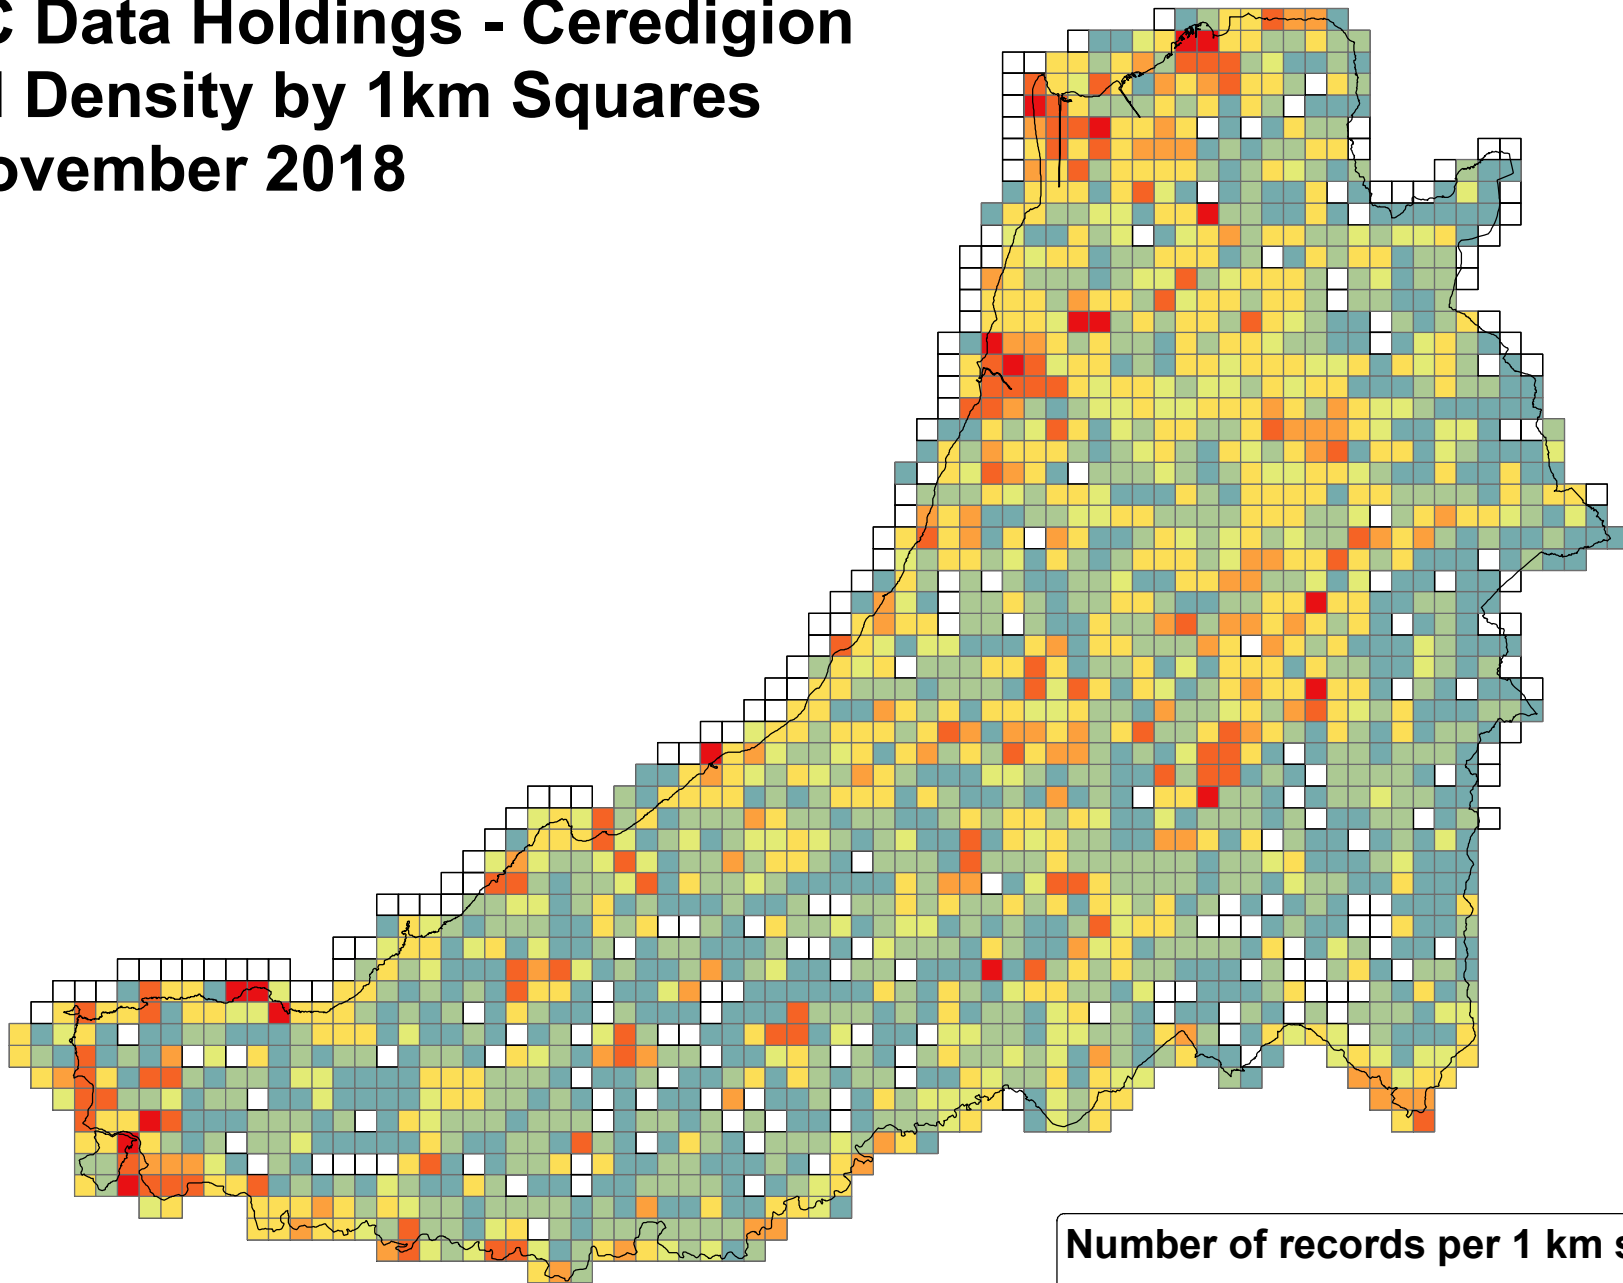 Data Holdings - Ceredigion
Density by 1km Squares
ovember 2018
Number of records per 1 km s